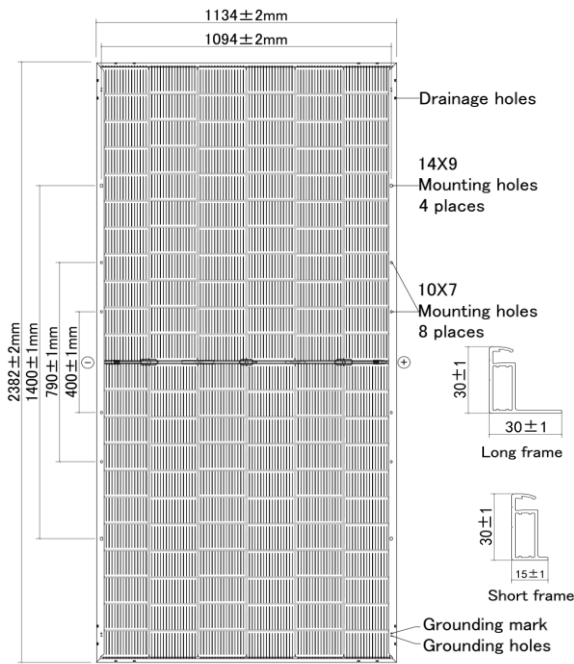 1134±2mm
1094±2mm
Drainage holes
14X9
Mounting holes
4 places
10X7
Mounting holes
8 places
2382±2mm
1400±1mm
790±1mm
400±1mm
−
+
30±1
30±1
Long frame
30±1
15±1
Short frame
Grounding mark
Grounding holes